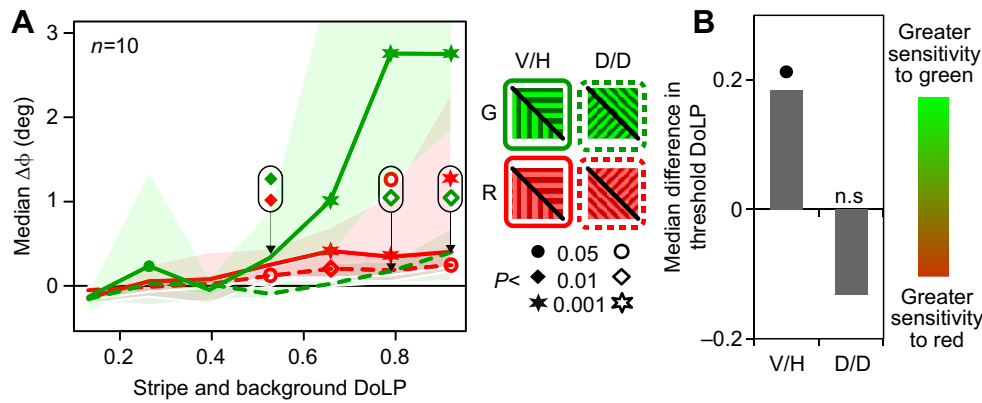 A
n=10
3
2
1
0
Median Δϕ (deg)
0.2
0.4
0.6
0.8
Stripe and background DoLP
V/H
D/D
G
R
0.05
P<
0.01
0.001
B
0.2
0
–0.2
Median difference in
threshold DoLP
n.s
V/H
D/D
Greater
sensitivity
to green
Greater
sensitivity
to red